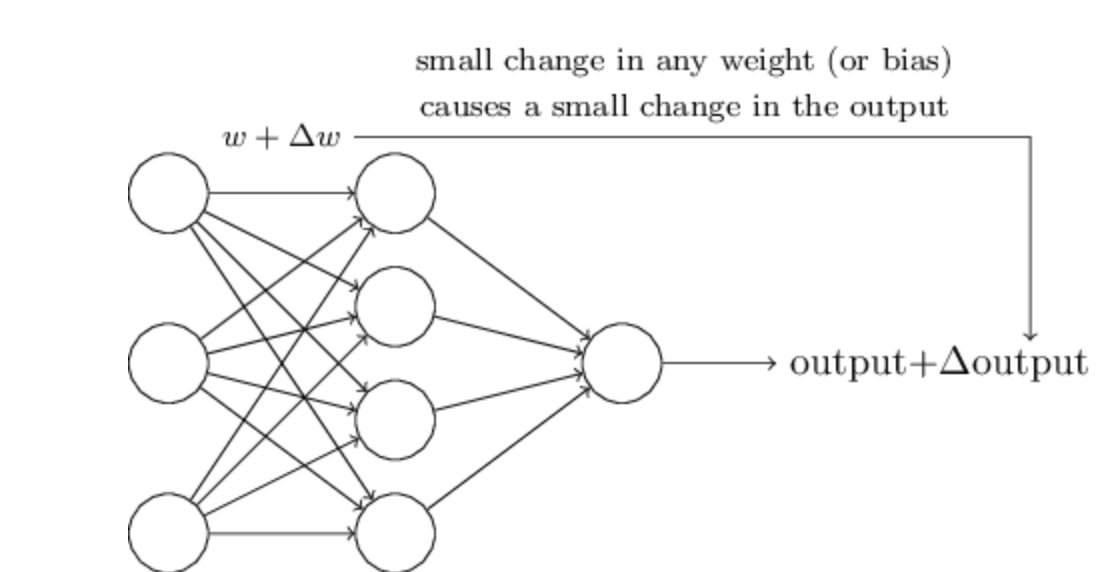 small change in any weight (or bias)
causes a small change in the output
w + Δw
output+Δoutput